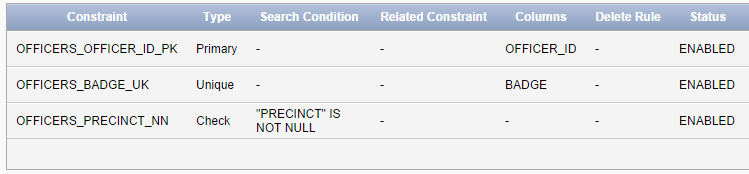 Constraint Type Search Condition Related Constraint Columns Delete Rule Status
OFFICERS_OFFICER_ID_PK Primary - - OFFICER_ID - ENABLED
OFFICERS_BADGE_UK Unique - - BADGE - ENABLED
OFFICERS_PRECINCT_NN Check "PRECINCT" IS NOT NULL - - - ENABLED